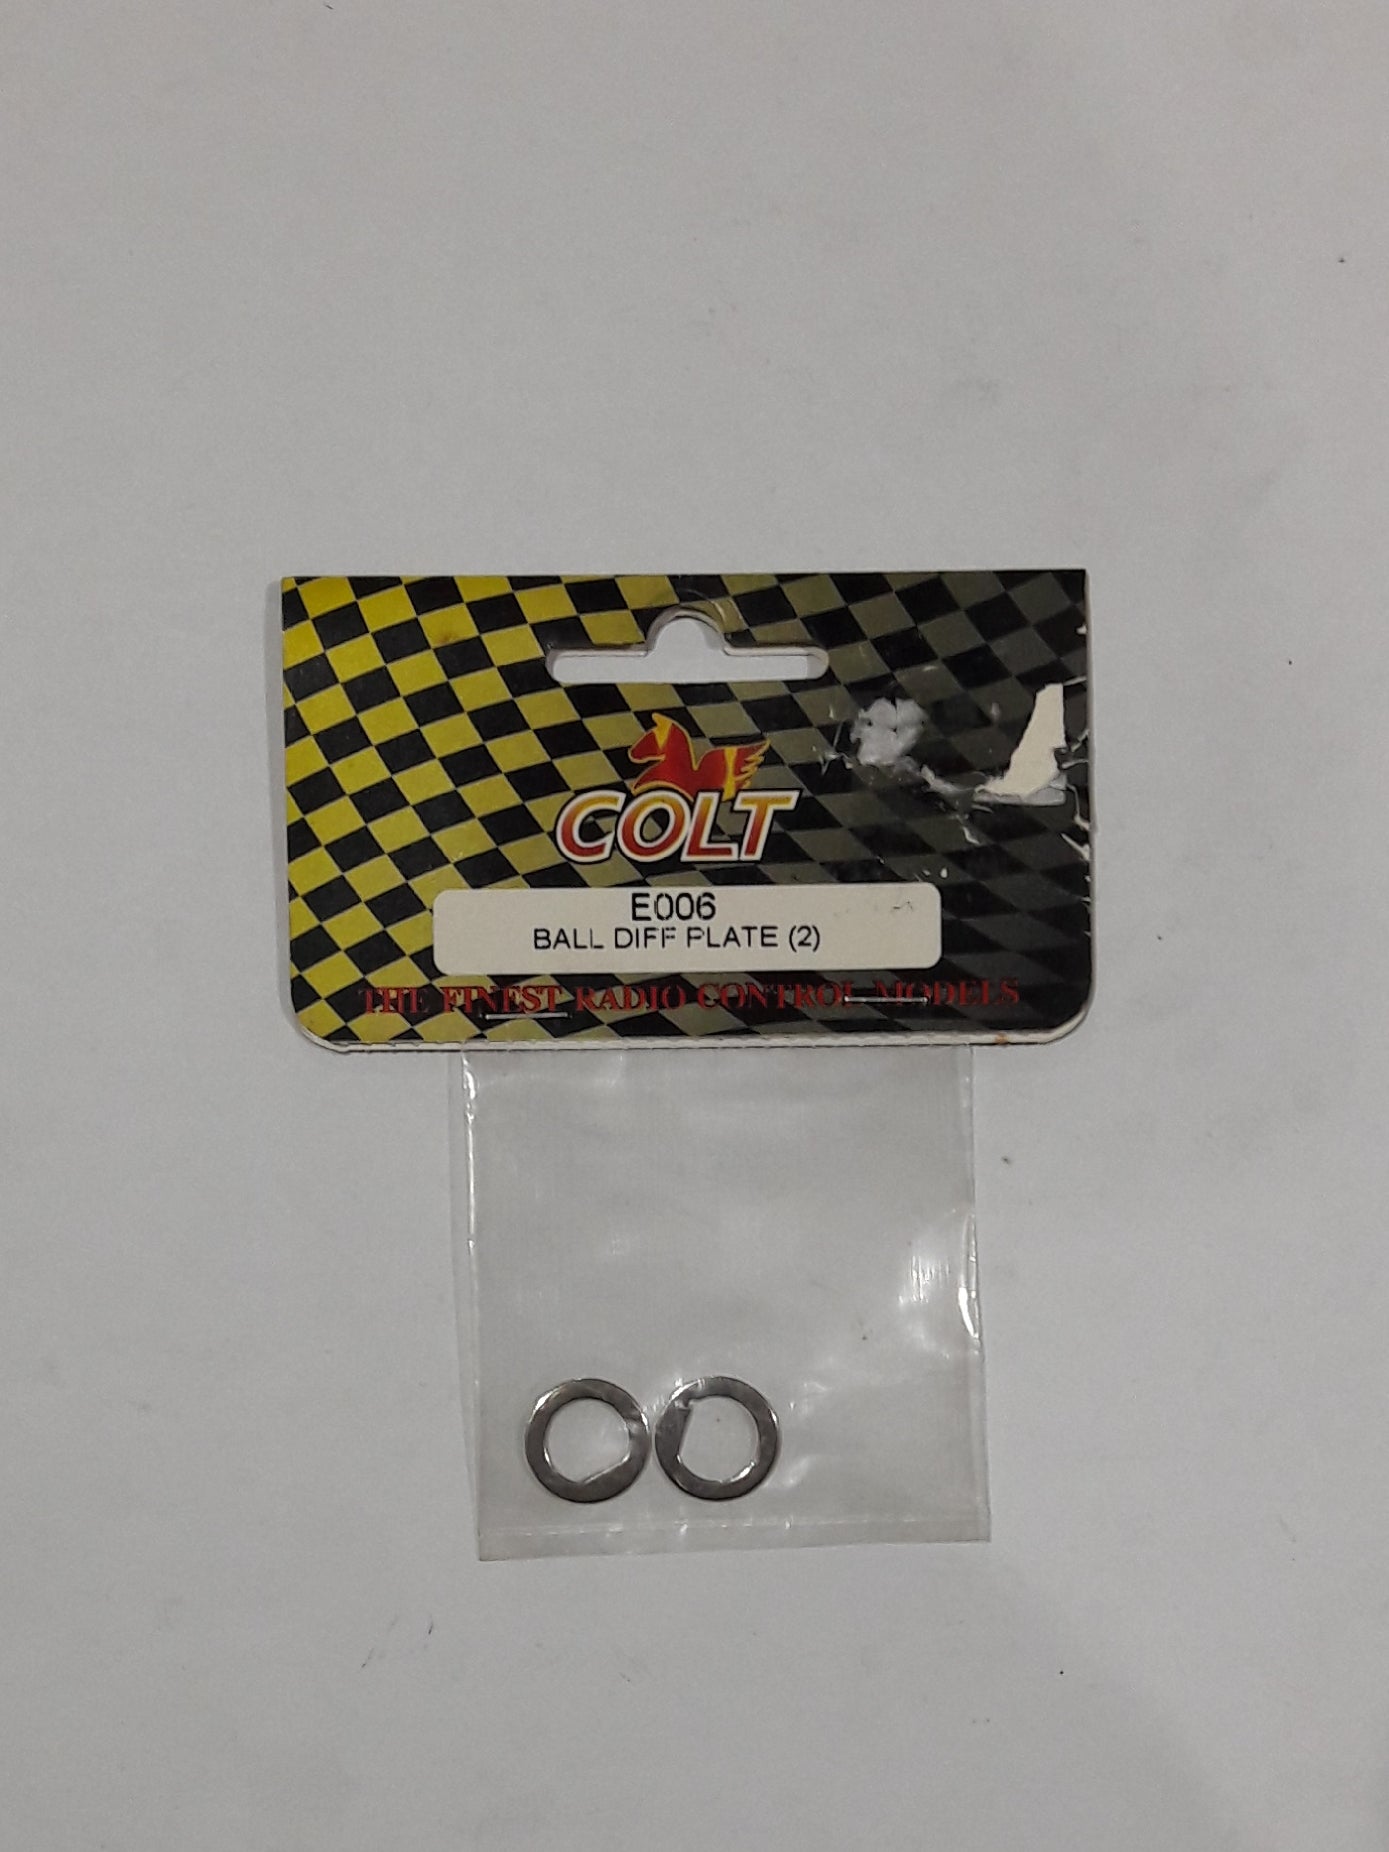 COLT
E006
BALL DIFF PLATE (2)
THE FINEST RADIO CONTROL MODELS